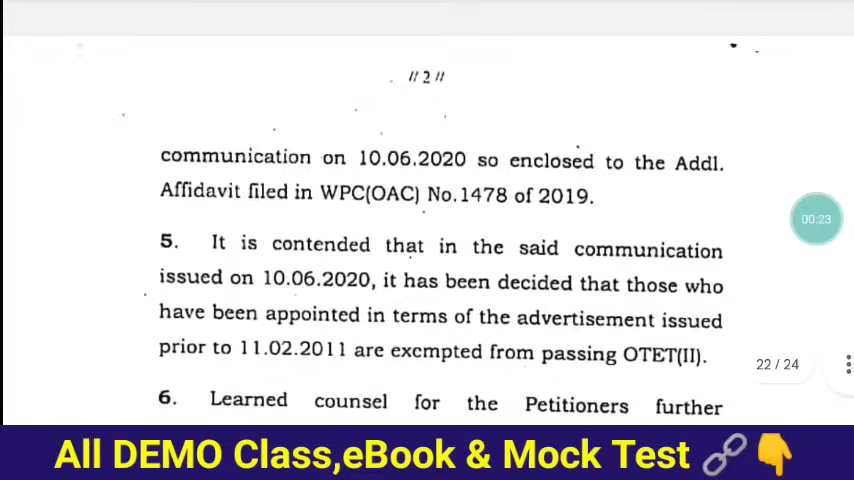 // 2 //
communication on 10.06.2020 so enclosed to the Addl.
Affidavit filed in WPC(OAC) No.1478 of 2019.
5. It is contended that in the said communication
issued on 10.06.2020, it has been decided that those who
have been appointed in terms of the advertisement issued
prior to 11.02.2011 are exempted from passing OTET(II).
6. Learned counsel for the Petitioners further
00:23
22 / 24
All DEMO Class,eBook & Mock Test